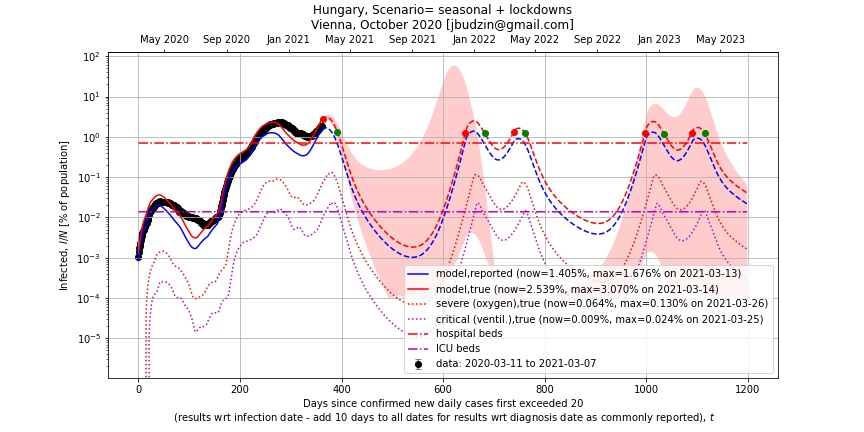 Hungary, Scenario= seasonal + lockdowns
Vienna, October 2020 [jbudzin@gmail.com]
May 2020 Sep 2020 Jan 2021 May 2021 Sep 2021 Jan 2022 May 2022 Sep 2022 Jan 2023 May 2023
10²
10¹
10⁰
10⁻¹
10⁻²
10⁻³
10⁻⁴
10⁻⁵
Infected, I/N [% of population]
model,reported (now=1.405%, max=1.676% on 2021-03-13)
model,true (now=2.539%, max=3.070% on 2021-03-14)
severe (oxygen),true (now=0.064%, max=0.130% on 2021-03-26)
critical (ventil.),true (now=0.009%, max=0.024% on 2021-03-25)
hospital beds
ICU beds
data: 2020-03-11 to 2021-03-07
0 200 400 600 800 1000 1200
Days since confirmed new daily cases first exceeded 20
(results wrt infection date - add 10 days to all dates for results wrt diagnosis date as commonly reported), t